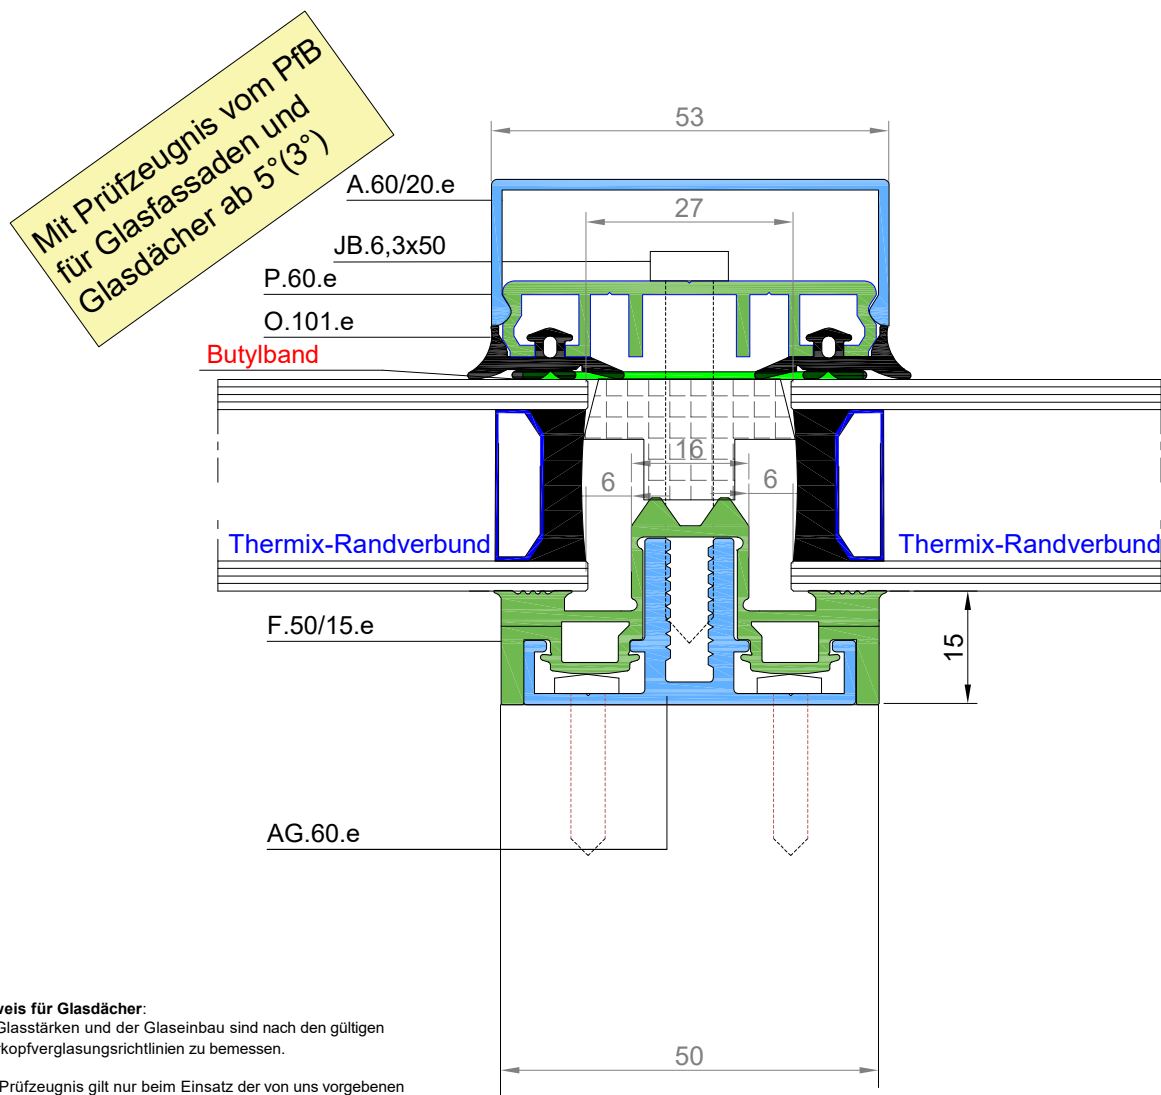 Mit Prüfzeugnis vom PfB
für Glasfassaden und
Glasdächer ab 5°(3°)
53
A.60/20.e
27
JB.6,3x50
P.60.e
O.101.e
Butylband
16
6
6
Thermix-Randverbund
Thermix-Randverbund
F.50/15.e
15
AG.60.e
für Glasdächer:
Glasstärken und der Glaseinbau sind nach den gültigen
zu bemessen.
Prüfzeugnis gilt nur beim Einsatz der von uns vorgebenen
50